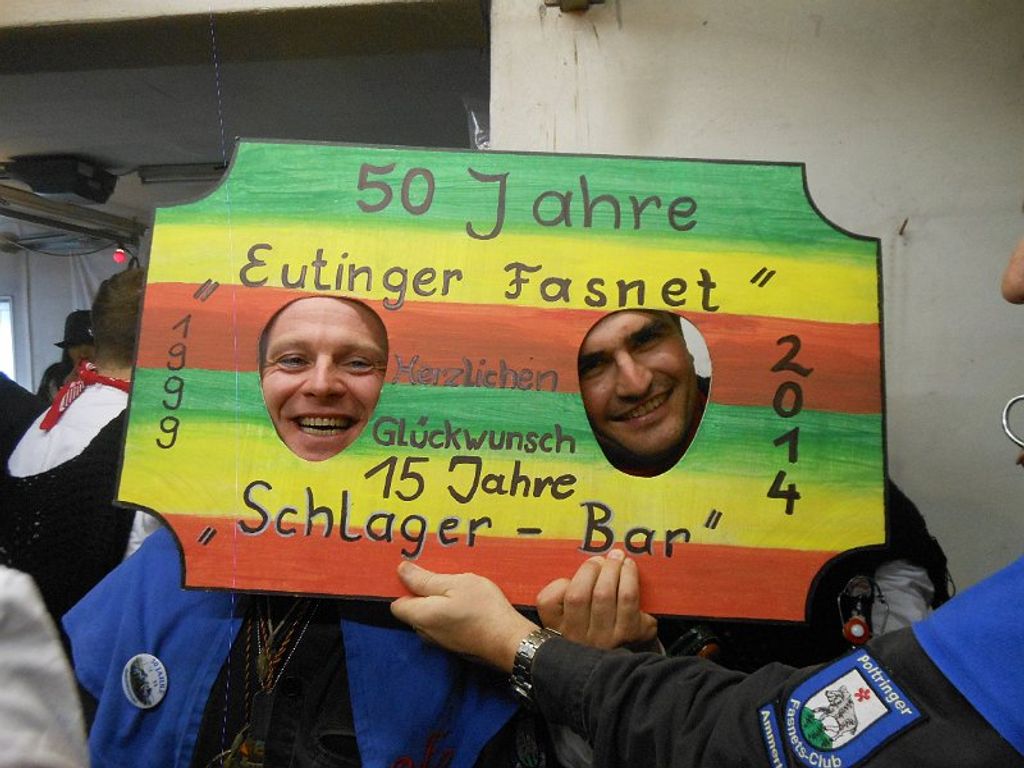 50 Jahre
"Eutinger Fasnet"
1999
2014
Herzlichen
Glückwunsch
15 Jahre
"Schlager - Bar"
Poltringer
Fasnets-Club